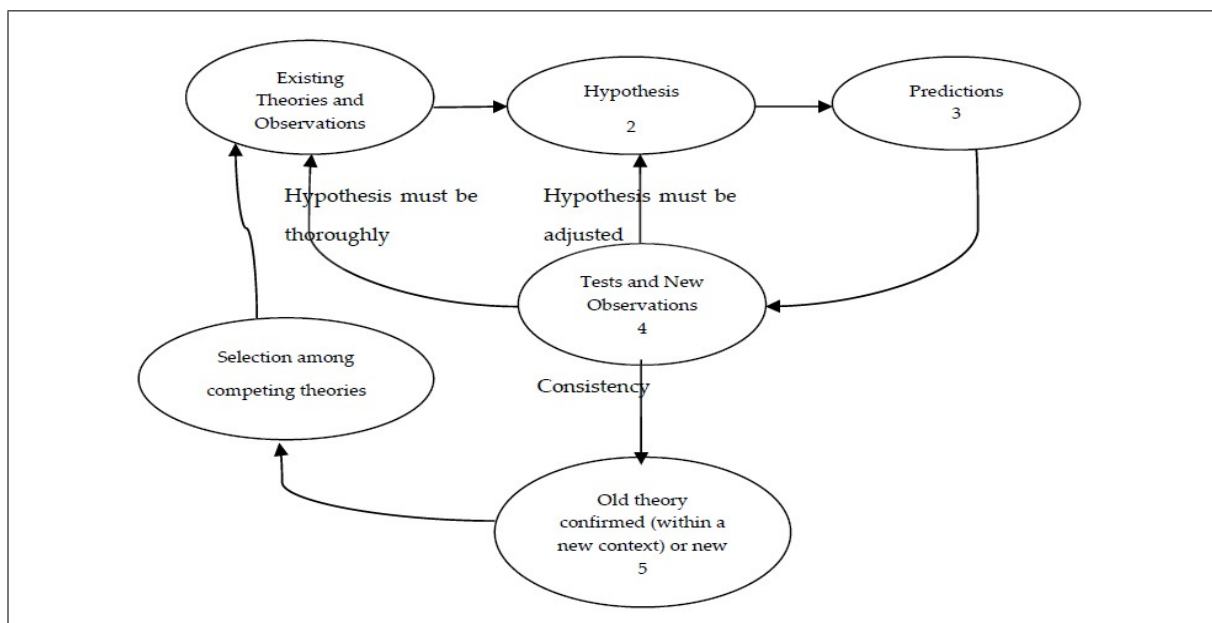 Existing
Theories and
Observations
Hypothesis
2
Predictions
3
Hypothesis must be
thoroughly
Hypothesis must be
adjusted
Tests and New
Observations
4
Selection among
competing theories
Consistency
Old theory
confirmed (within a
new context) or new
5